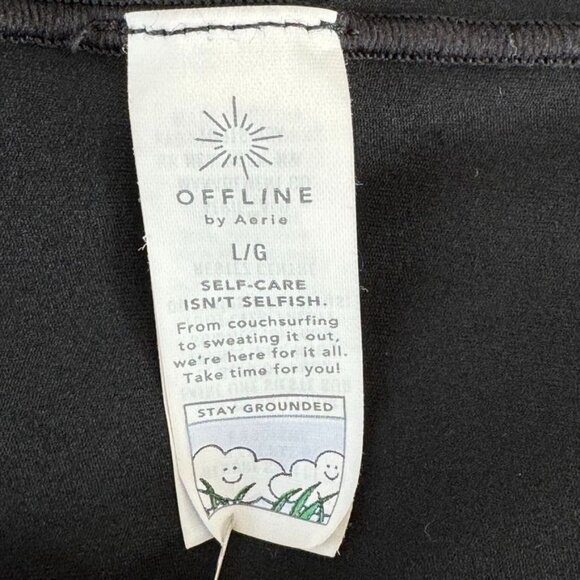 OFFLINE
by Aerie
L/G
SELF-CARE
ISN'T SELFISH.
From couchsurfing
to sweating it out,
we're here for it all.
Take time for you!
STAY GROUNDED